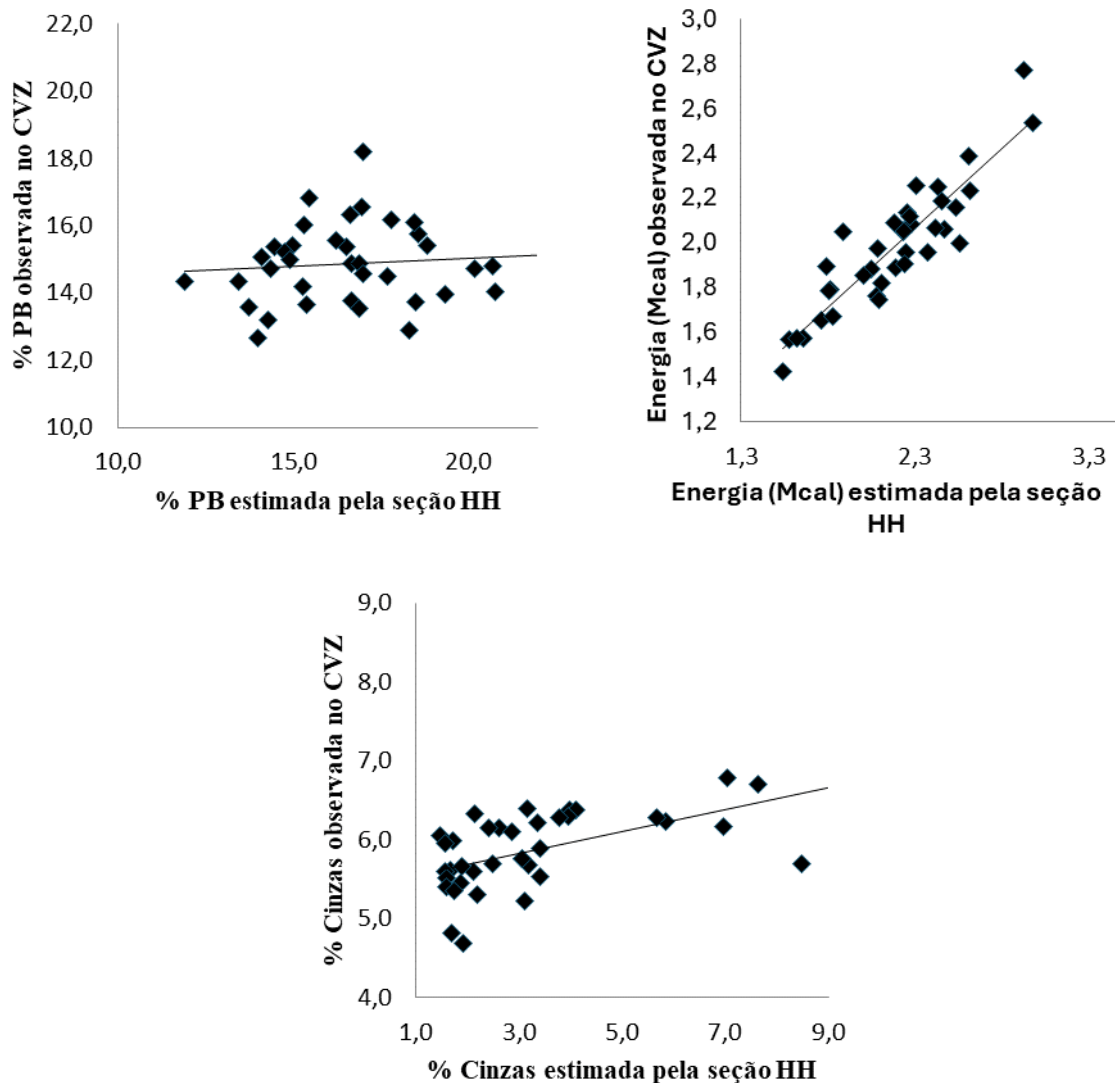 % PB observada no CVZ
22,0
20,0
18,0
16,0
14,0
12,0
10,0
10,0 15,0 20,0
% PB estimada pela seção HH
Energia (Mcal) observada no CVZ
3,0
2,8
2,6
2,4
2,2
2,0
1,8
1,6
1,4
1,2
1,3 2,3 3,3
Energia (Mcal) estimada pela seção
HH
% Cinzas observada no CVZ
9,0
8,0
7,0
6,0
5,0
4,0
1,0 3,0 5,0 7,0 9,0
% Cinzas estimada pela seção HH